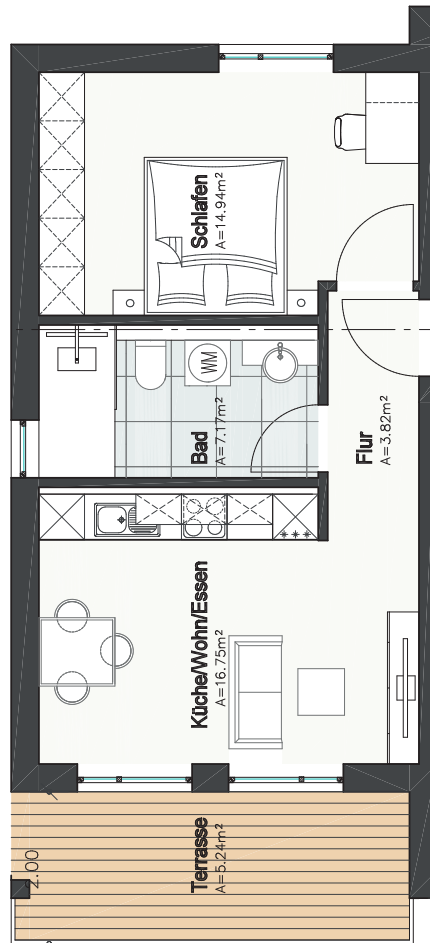 Schlafen
A=14.94m²
WM
Bad
A=7.17m²
Flur
A=3.82m²
Küche/Wohn/Essen
A=16.75m²
Terrasse
A=5.24m²
2.00